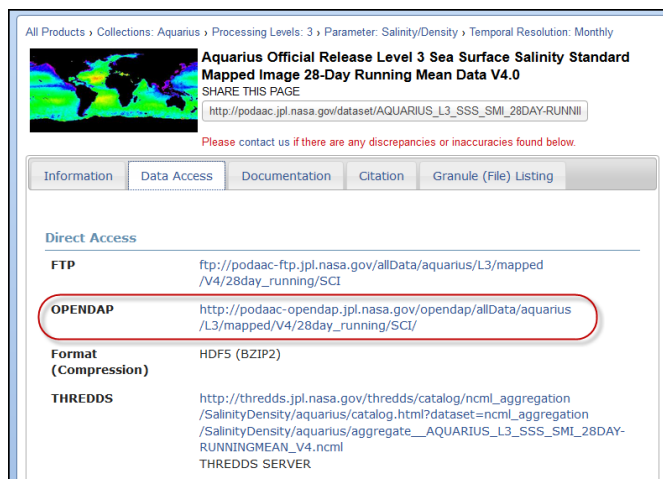 All Products › Collections: Aquarius › Processing Levels: 3 › Parameter: Salinity/Density › Temporal Resolution: Monthly
Aquarius Official Release Level 3 Sea Surface Salinity Standard
Mapped Image 28-Day Running Mean Data V4.0
SHARE THIS PAGE
http://podaac.jpl.nasa.gov/dataset/AQUARIUS_L3_SSS_SMI_28DAY-RUNNII
Please contact us if there are any discrepancies or inaccuracies found below.
Information Data Access Documentation Citation Granule (File) Listing
Direct Access
FTP ftp://podaac-ftp.jpl.nasa.gov/allData/aquarius/L3/mapped
/V4/28day_running/SCI
OPENDAP http://podaac-opendap.jpl.nasa.gov/opendap/allData/aquarius
/L3/mapped/V4/28day_running/SCI/
Format HDF5 (BZIP2)
(Compression)
THREDDS http://thredds.jpl.nasa.gov/thredds/catalog/ncml_aggregation
/SalinityDensity/aquarius/catalog.html?dataset=ncml_aggregation
/SalinityDensity/aquarius/aggregate__AQUARIUS_L3_SSS_SMI_28DAY-
RUNNINGMEAN_V4.ncml
THREDDS SERVER